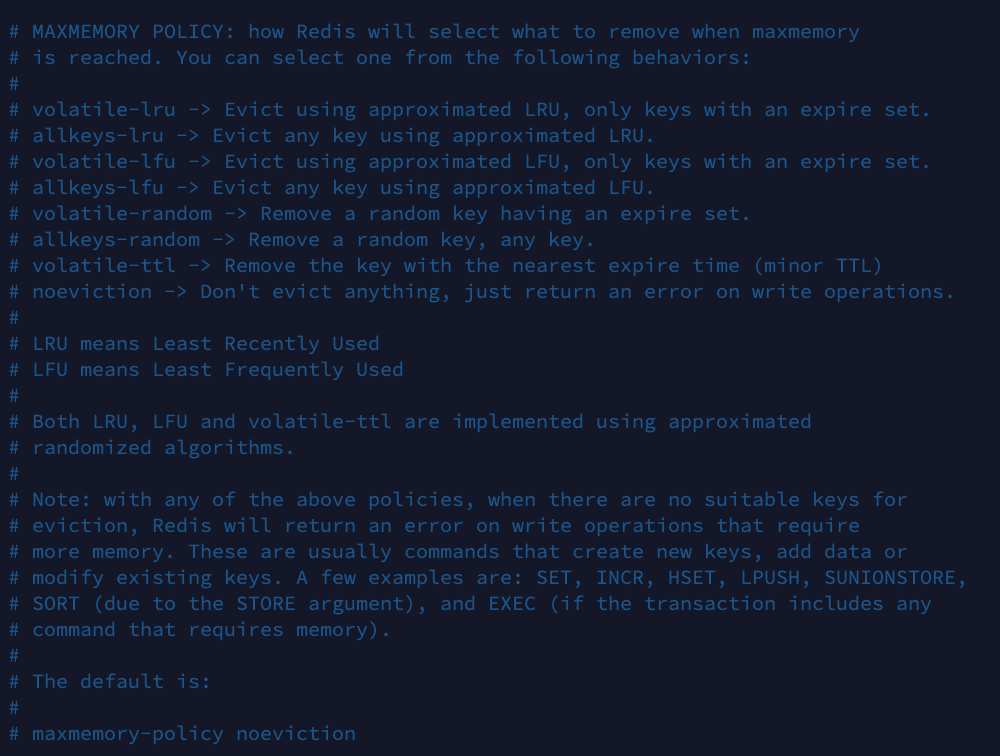 # MAXMEMORY POLICY: how Redis will select what to remove when maxmemory
# is reached. You can select one from the following behaviors:
#
# volatile-lru -> Evict using approximated LRU, only keys with an expire set.
# allkeys-lru -> Evict any key using approximated LRU.
# volatile-lfu -> Evict using approximated LFU, only keys with an expire set.
# allkeys-lfu -> Evict any key using approximated LFU.
# volatile-random -> Remove a random key having an expire set.
# allkeys-random -> Remove a random key, any key.
# volatile-ttl -> Remove the key with the nearest expire time (minor TTL)
# noeviction -> Don't evict anything, just return an error on write operations.
#
# LRU means Least Recently Used
# LFU means Least Frequently Used
#
# Both LRU, LFU and volatile-ttl are implemented using approximated
# randomized algorithms.
#
# Note: with any of the above policies, when there are no suitable keys for
# eviction, Redis will return an error on write operations that require
# more memory. These are usually commands that create new keys, add data or
# modify existing keys. A few examples are: SET, INCR, HSET, LPUSH, SUNIONSTORE,
# SORT (due to the STORE argument), and EXEC (if the transaction includes any
# command that requires memory).
#
# The default is:
#
# maxmemory-policy noeviction